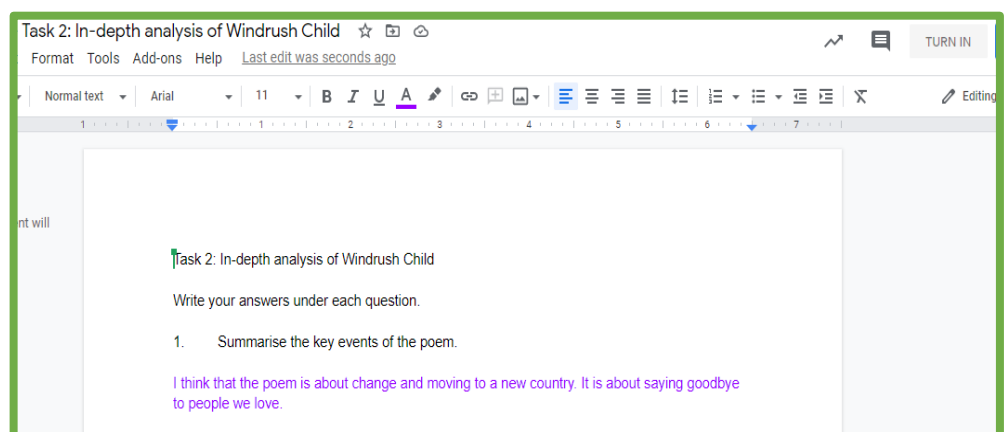 Task 2: In-depth analysis of Windrush Child
Format Tools Add-ons Help Last edit was seconds ago
TURN IN
Normal text Arial 11 B I U A Editing
1 1 2 3 4 5 6 7
nt will
Task 2: In-depth analysis of Windrush Child
Write your answers under each question.
1. Summarise the key events of the poem.
I think that the poem is about change and moving to a new country. It is about saying goodbye
to people we love.